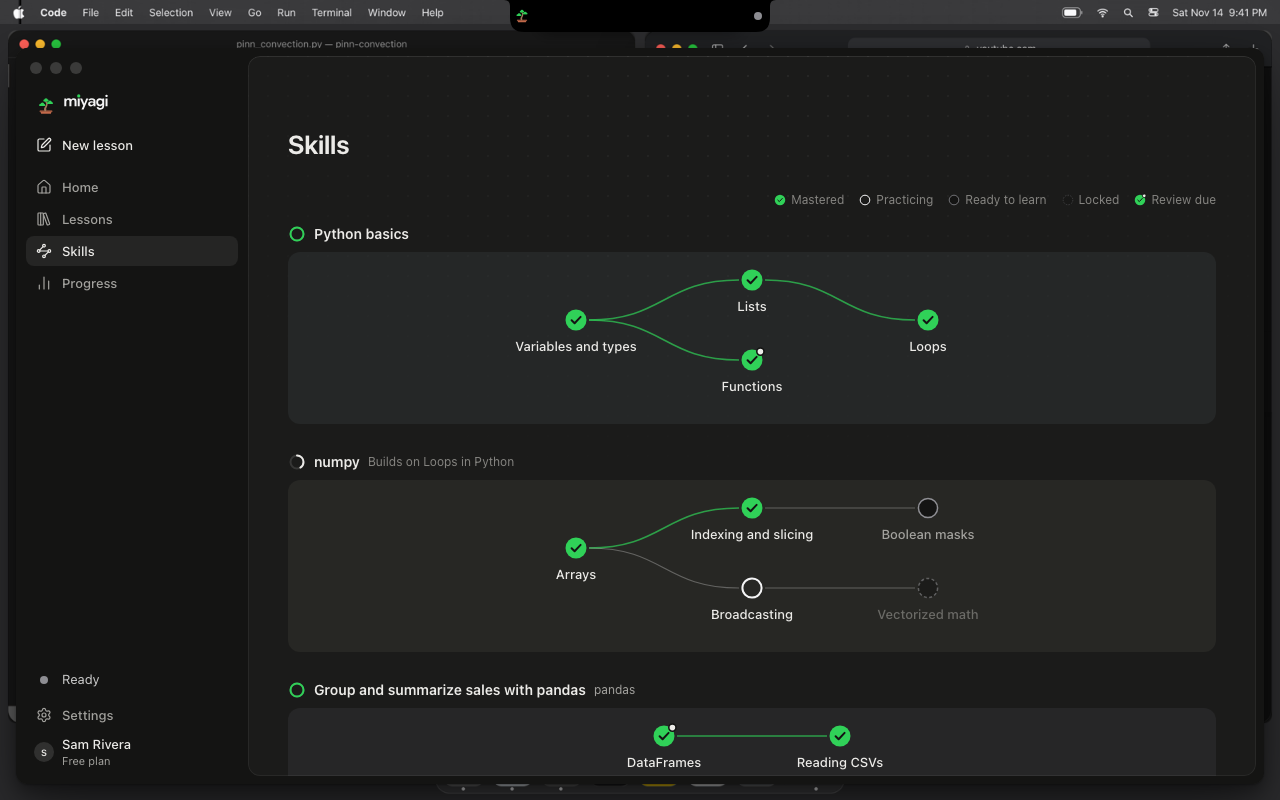 Code File Edit Selection View Go Run Terminal Window Help Sat Nov 14 9:41 PM
pinn_convection.py — pinn-convection
miyagi
New lesson
Home
Lessons
Skills
Progress
Ready
Settings
S
Sam Rivera
Free plan
Skills
Mastered Practicing Ready to learn Locked Review due
Python basics
Lists
Variables and types
Loops
Functions
numpy Builds on Loops in Python
Indexing and slicing
Boolean masks
Arrays
Broadcasting
Vectorized math
Group and summarize sales with pandas pandas
DataFrames
Reading CSVs